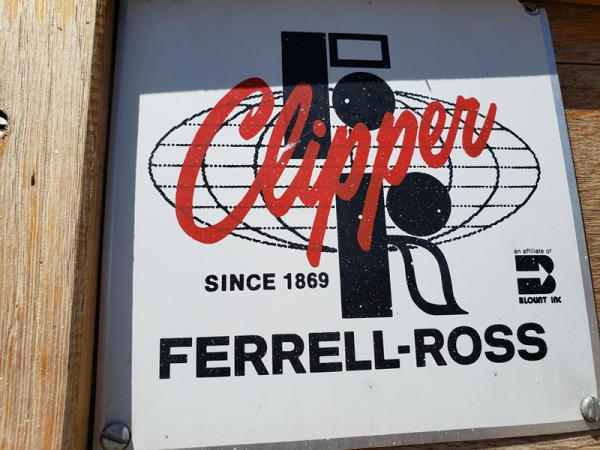 Clipper
SINCE 1869
an affiliate of
BLOUNT INC
FERRELL-ROSS